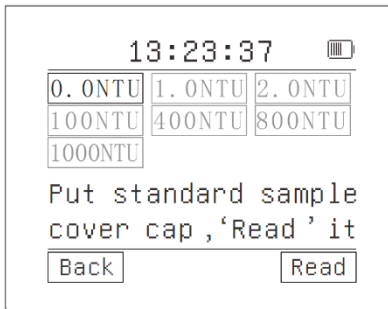 13:23:37
0.0NTU 1.0NTU 2.0NTU
100NTU 400NTU 800NTU
1000NTU
Put standard sample
cover cap ,‘Read ’ it
Back Read